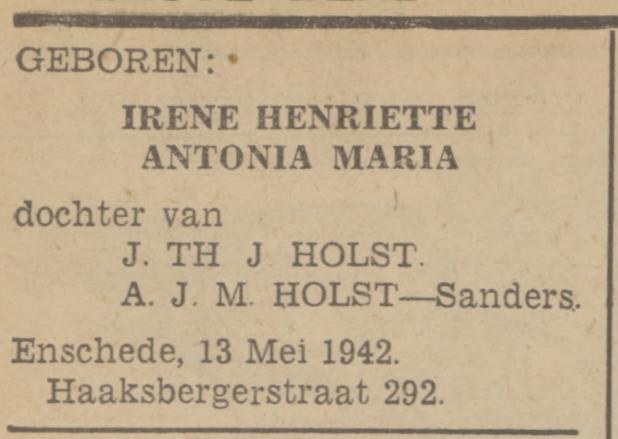 GEBOREN:
IRENE HENRIETTE
ANTONIA MARIA
dochter van
J. TH J HOLST.
A. J. M. HOLST—Sanders.
Enschede, 13 Mei 1942.
Haaksbergerstraat 292.